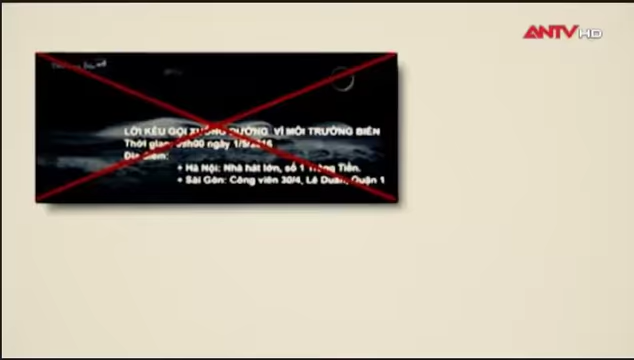 ANTV HD
LỜI KÊU GỌI XUỐNG ĐƯỜNG VÌ MÔI TRƯỜNG BIỂN
Thời gian: 09h00 ngày 1/5/2016
Địa điểm:
+ Hà Nội: Nhà hát lớn, số 1 Tràng Tiền.
+ Sài Gòn: Công viên 30/4, Lê Duẩn, Quận 1